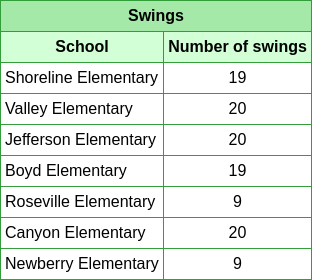 Swings
School Number of swings
Shoreline Elementary 19
Valley Elementary 20
Jefferson Elementary 20
Boyd Elementary 19
Roseville Elementary 9
Canyon Elementary 20
Newberry Elementary 9